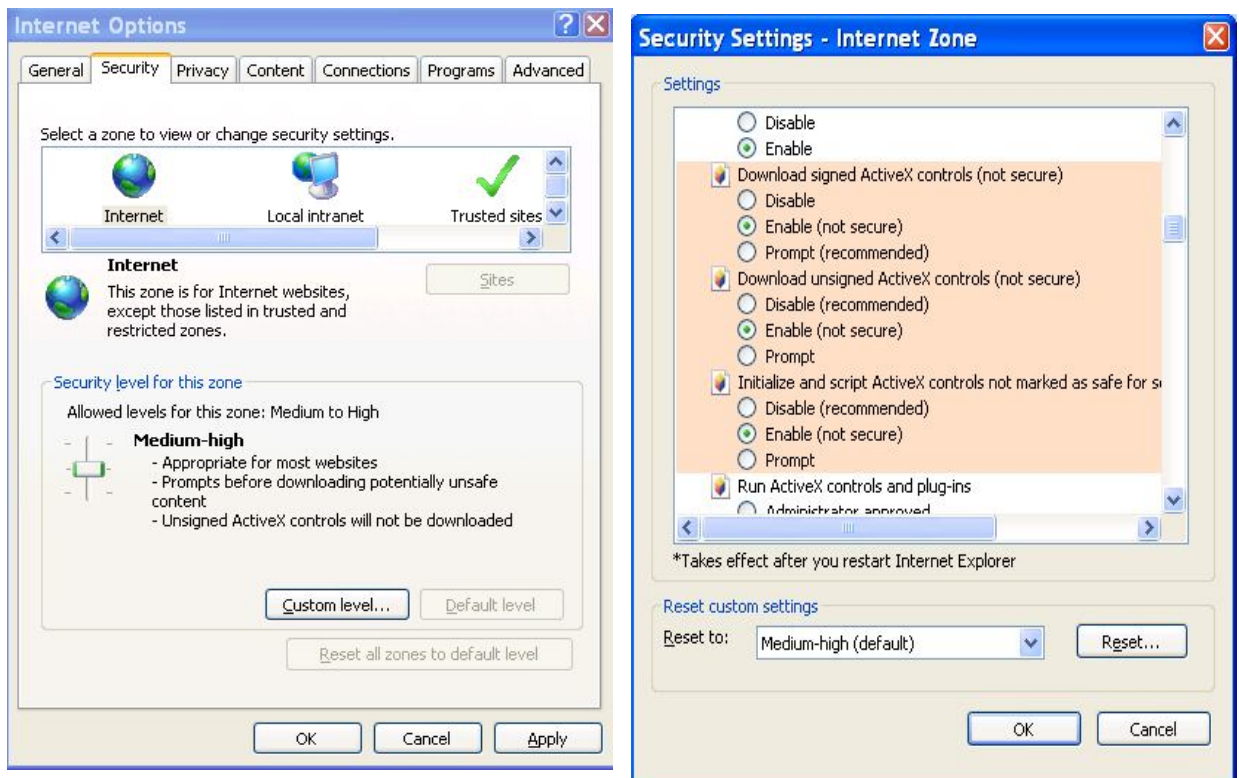 Internet Options
General Security Privacy Content Connections Programs Advanced
Select a zone to view or change security settings.
Internet Local intranet Trusted sites
Internet
Sites
This zone is for Internet websites,
except those listed in trusted and
restricted zones.
Security level for this zone
Allowed levels for this zone: Medium to High
Medium-high
- Appropriate for most websites
- Prompts before downloading potentially unsafe
content
- Unsigned ActiveX controls will not be downloaded
Custom level... Default level
Reset all zones to default level
OK Cancel Apply
Security Settings - Internet Zone
Settings
Disable
Enable
Download signed ActiveX controls (not secure)
Disable
Enable (not secure)
Prompt (recommended)
Download unsigned ActiveX controls (not secure)
Disable (recommended)
Enable (not secure)
Prompt
Initialize and script ActiveX controls not marked as safe for s
Disable (recommended)
Enable (not secure)
Prompt
Run ActiveX controls and plug-ins
Administrator approved
*Takes effect after you restart Internet Explorer
Reset custom settings
Reset to: Medium-high (default) Reset...
OK Cancel